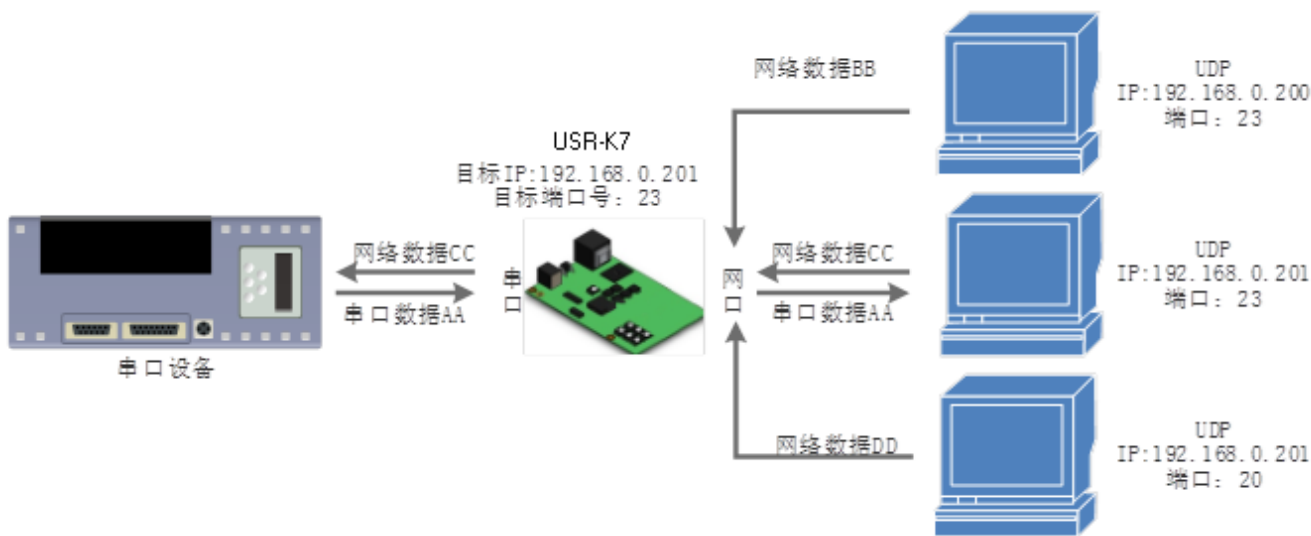 网络数据BB
UDP
IP:192.168.0.200
端口：23
USR-K7
目标IP:192.168.0.201
目标端口号：23
网络数据CC
串口数据AA
串口
网口
网络数据CC
串口数据AA
UDP
IP:192.168.0.201
端口：23
串口设备
网络数据DD
UDP
IP:192.168.0.201
端口：20